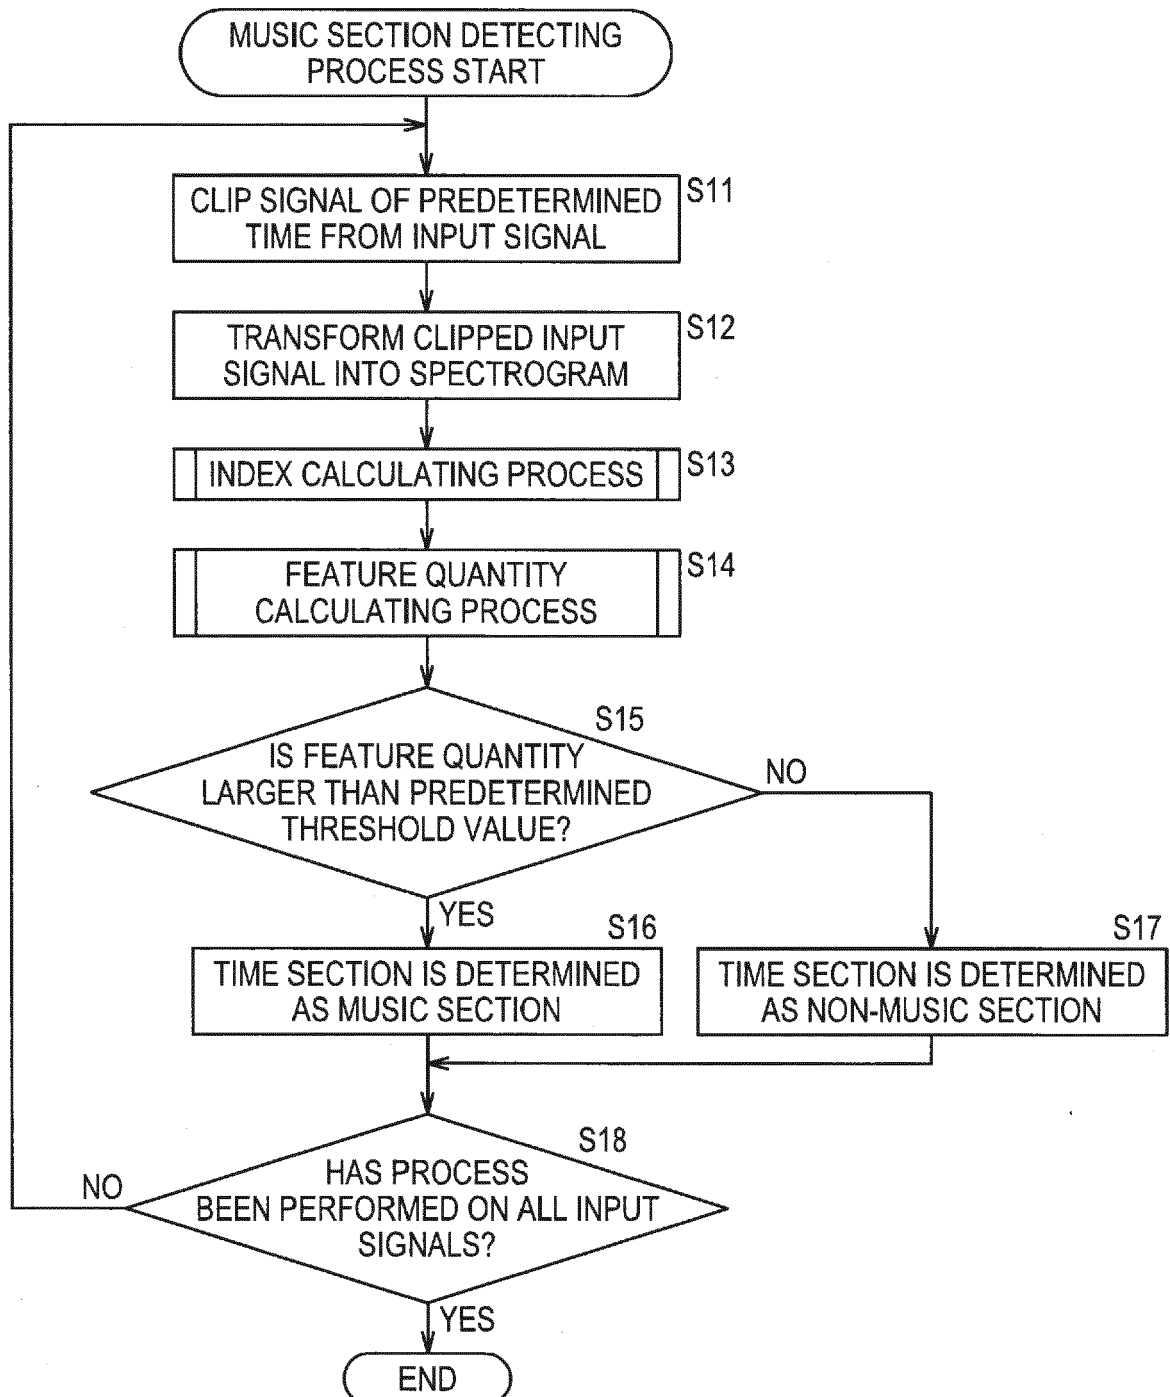 MUSIC SECTION DETECTING
PROCESS START
S11
CLIP SIGNAL OF PREDETERMINED
TIME FROM INPUT SIGNAL
S12
TRANSFORM CLIPPED INPUT
SIGNAL INTO SPECTROGRAM
INDEX CALCULATING PROCESS
S13
S14
FEATURE QUANTITY
CALCULATING PROCESS
S15
IS FEATURE QUANTITY
LARGER THAN PREDETERMINED
THRESHOLD VALUE?
NO
YES
S16
TIME SECTION IS DETERMINED
AS MUSIC SECTION
S17
TIME SECTION IS DETERMINED
AS NON-MUSIC SECTION
S18
HAS PROCESS
BEEN PERFORMED ON ALL INPUT
SIGNALS?
NO
YES
END